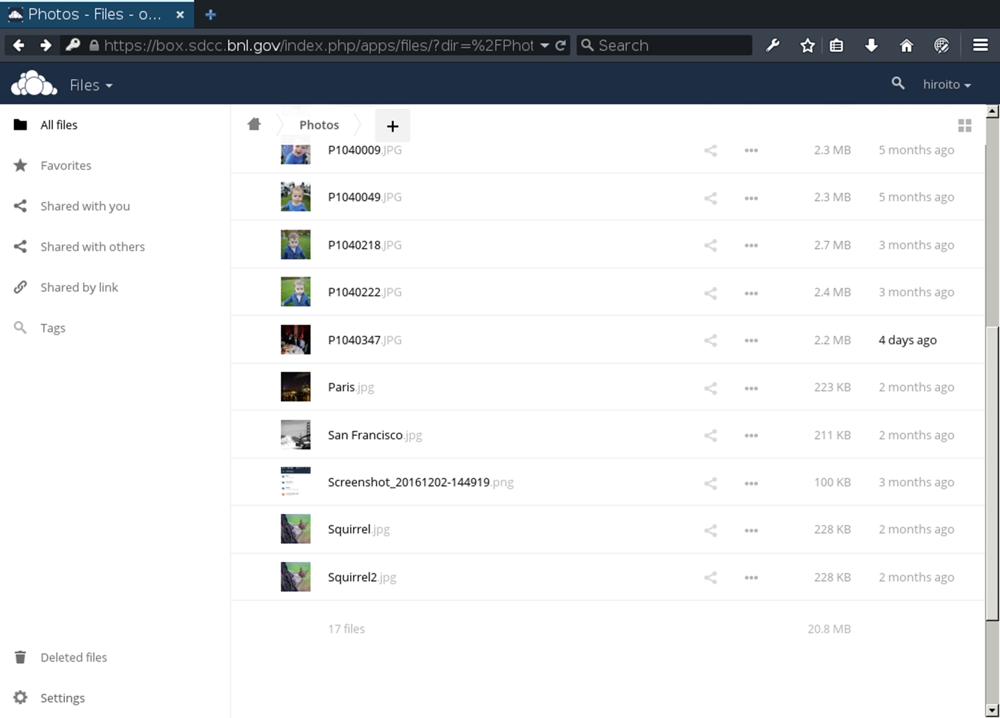 Photos - Files - o...
https://box.sdcc.bnl.gov/index.php/apps/files/?dir=%2FPhot
Search
Files
hiroito
All files
Favorites
Shared with you
Shared with others
Shared by link
Tags
Deleted files
Settings
Photos
P1040009.JPG 2.3 MB 5 months ago
P1040049.JPG 2.3 MB 5 months ago
P1040218.JPG 2.7 MB 3 months ago
P1040222.JPG 2.4 MB 3 months ago
P1040347.JPG 2.2 MB 4 days ago
Paris.jpg 223 KB 2 months ago
San Francisco.jpg 211 KB 2 months ago
Screenshot_20161202-144919.png 100 KB 3 months ago
Squirrel.jpg 228 KB 2 months ago
Squirrel2.jpg 228 KB 2 months ago
17 files 20.8 MB